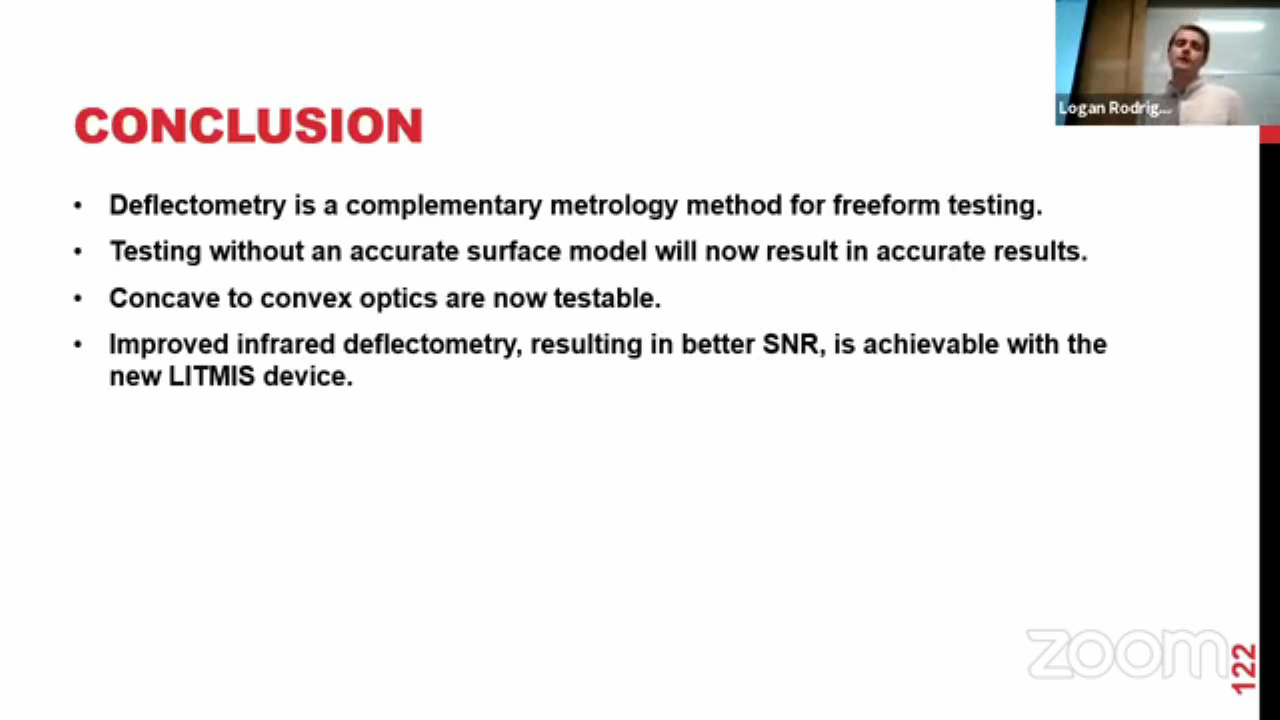 Logan Rodrig...
CONCLUSION
• Deflectometry is a complementary metrology method for freeform testing.
• Testing without an accurate surface model will now result in accurate results.
• Concave to convex optics are now testable.
• Improved infrared deflectometry, resulting in better SNR, is achievable with the
new LITMIS device.
zoom
122